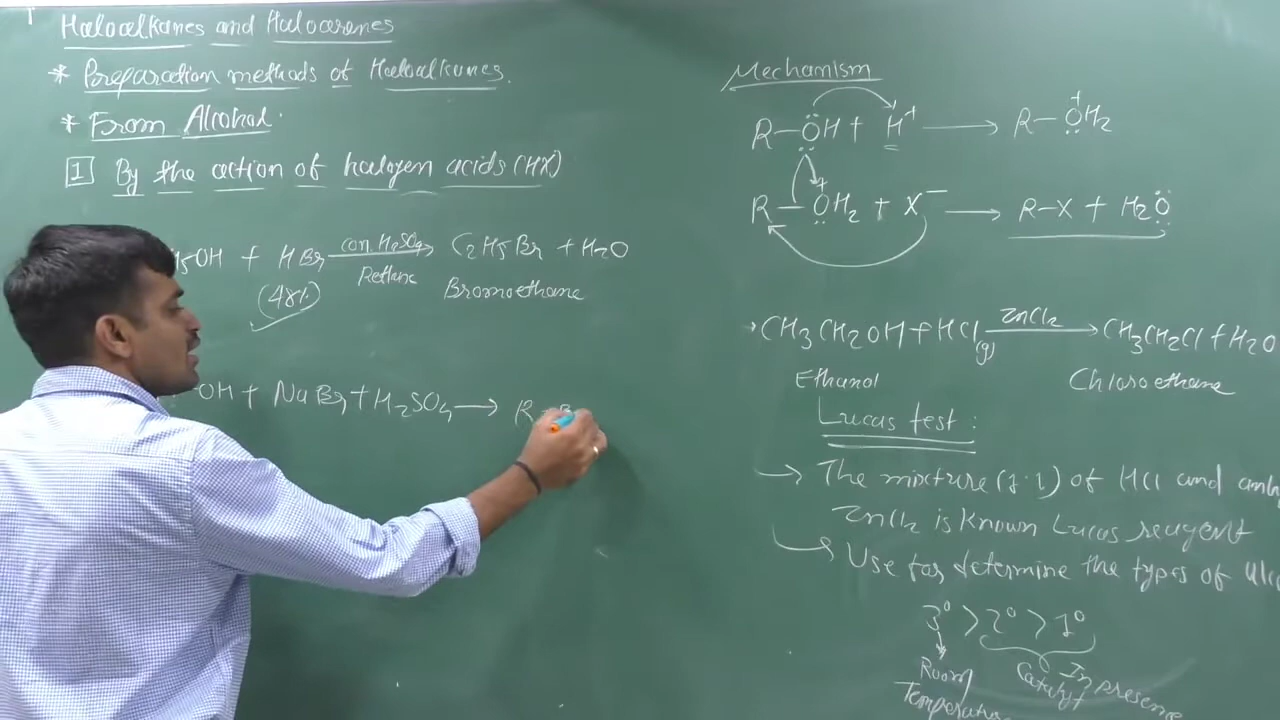 Haloalkanes and Haloarenes
* Preparation methods of Haloalkanes.
* From Alcohol.
1 By the action of halogen acids (HX)
H5OH + HBr con. H2SO4 C2H5Br + H2O
(48%) Reflux Bromoethane
-OH + NaBr + H2SO4 → R-B
Mechanism
R-ÖH + H+ → R-ÖH2
R-ÖH2 + X- → R-X + H2Ö
CH3CH2OH + HCl(g) ZnCl2 → CH3CH2Cl + H2O
Ethanol Chloroethane
Lucas test :
→ The mixture (1:1) of HCl and anh
ZnCl2 is known Lucas reagent
Use for determine the types of Alc
3° > 2° > 1°
Room Catalyst In presence
Temperature